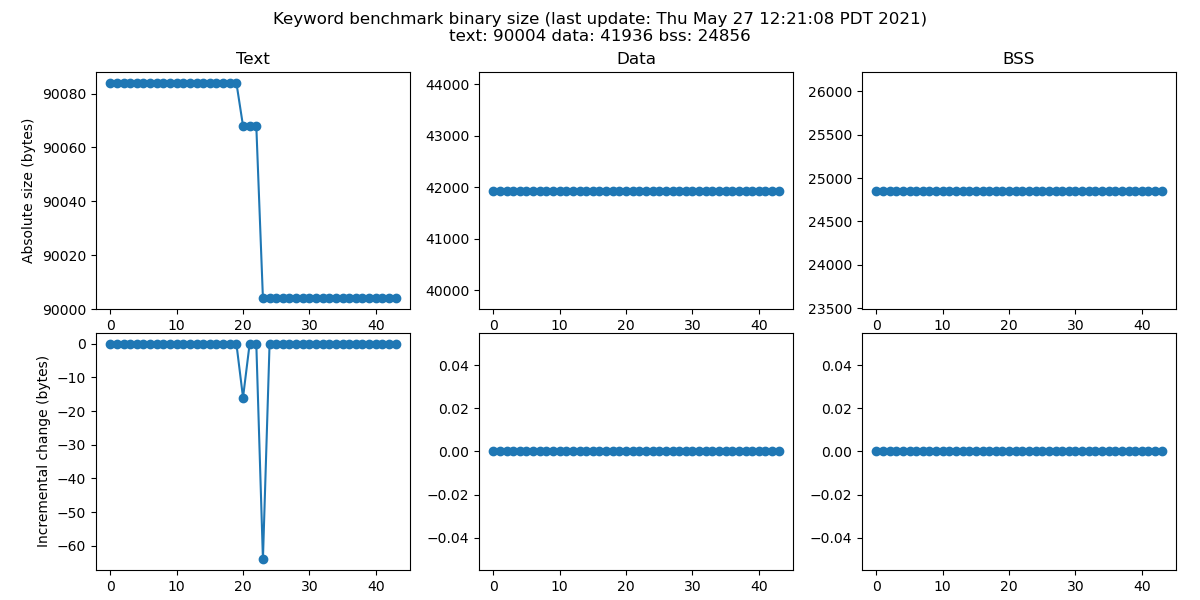 Keyword benchmark binary size (last update: Thu May 27 12:21:08 PDT 2021)
text: 90004 data: 41936 bss: 24856
Text
Data
BSS
Absolute size (bytes)
90080
90060
90040
90020
90000
0 10 20 30 40
44000
43000
42000
41000
40000
0 10 20 30 40
26000
25500
25000
24500
24000
23500
0 10 20 30 40
Incremental change (bytes)
0
−10
−20
−30
−40
−50
−60
0 10 20 30 40
0.04
0.02
0.00
−0.02
−0.04
0 10 20 30 40
0.04
0.02
0.00
−0.02
−0.04
0 10 20 30 40